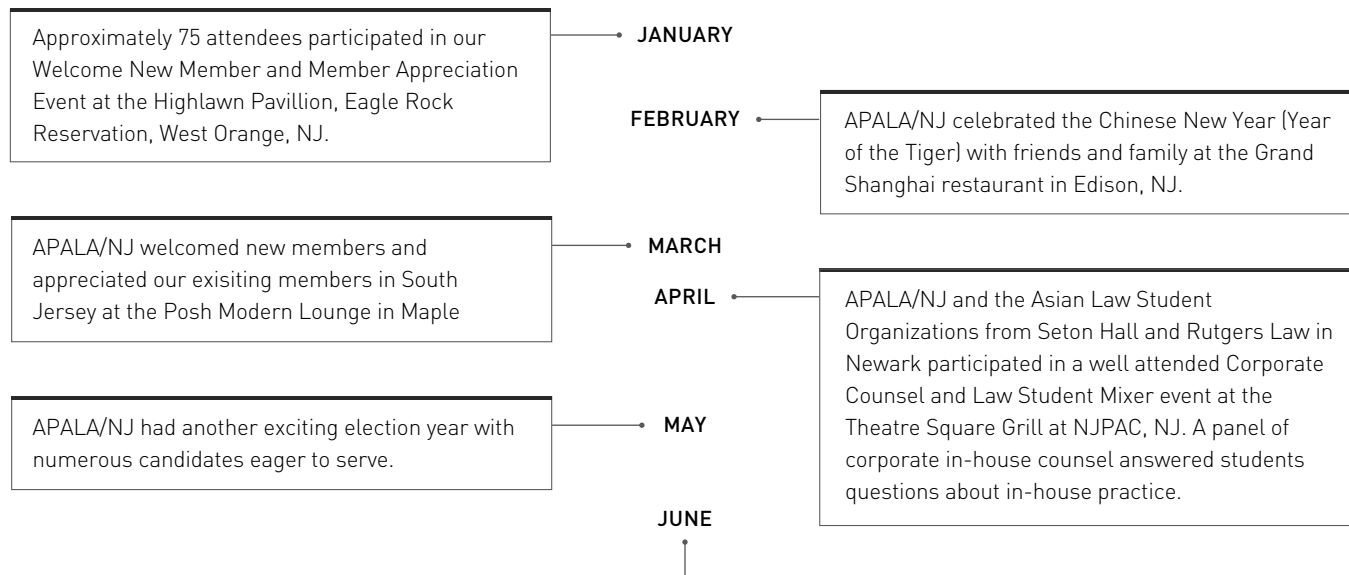 JANUARY
Approximately 75 attendees participated in our
Welcome New Member and Member Appreciation
Event at the Highlawn Pavillion, Eagle Rock
Reservation, West Orange, NJ.
FEBRUARY
APALA/NJ celebrated the Chinese New Year (Year
of the Tiger) with friends and family at the Grand
Shanghai restaurant in Edison, NJ.
MARCH
APALA/NJ welcomed new members and
appreciated our exisiting members in South
Jersey at the Posh Modern Lounge in Maple
APRIL
APALA/NJ and the Asian Law Student
Organizations from Seton Hall and Rutgers Law in
Newark participated in a well attended Corporate
Counsel and Law Student Mixer event at the
Theatre Square Grill at NJPAC, NJ. A panel of
corporate in-house counsel answered students
questions about in-house practice.
MAY
APALA/NJ had another exciting election year with
numerous candidates eager to serve.
JUNE